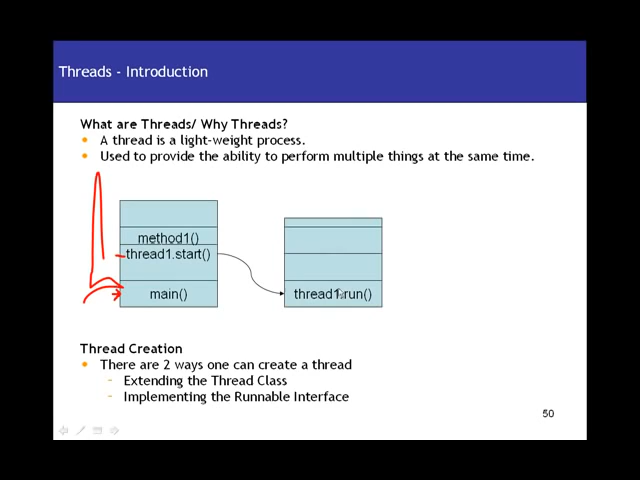 Threads - Introduction
What are Threads/ Why Threads?
A thread is a light-weight process.
Used to provide the ability to perform multiple things at the same time.
method1()
thread1.start()
main()
thread1.run()
Thread Creation
There are 2 ways one can create a thread
Extending the Thread Class
Implementing the Runnable Interface
50